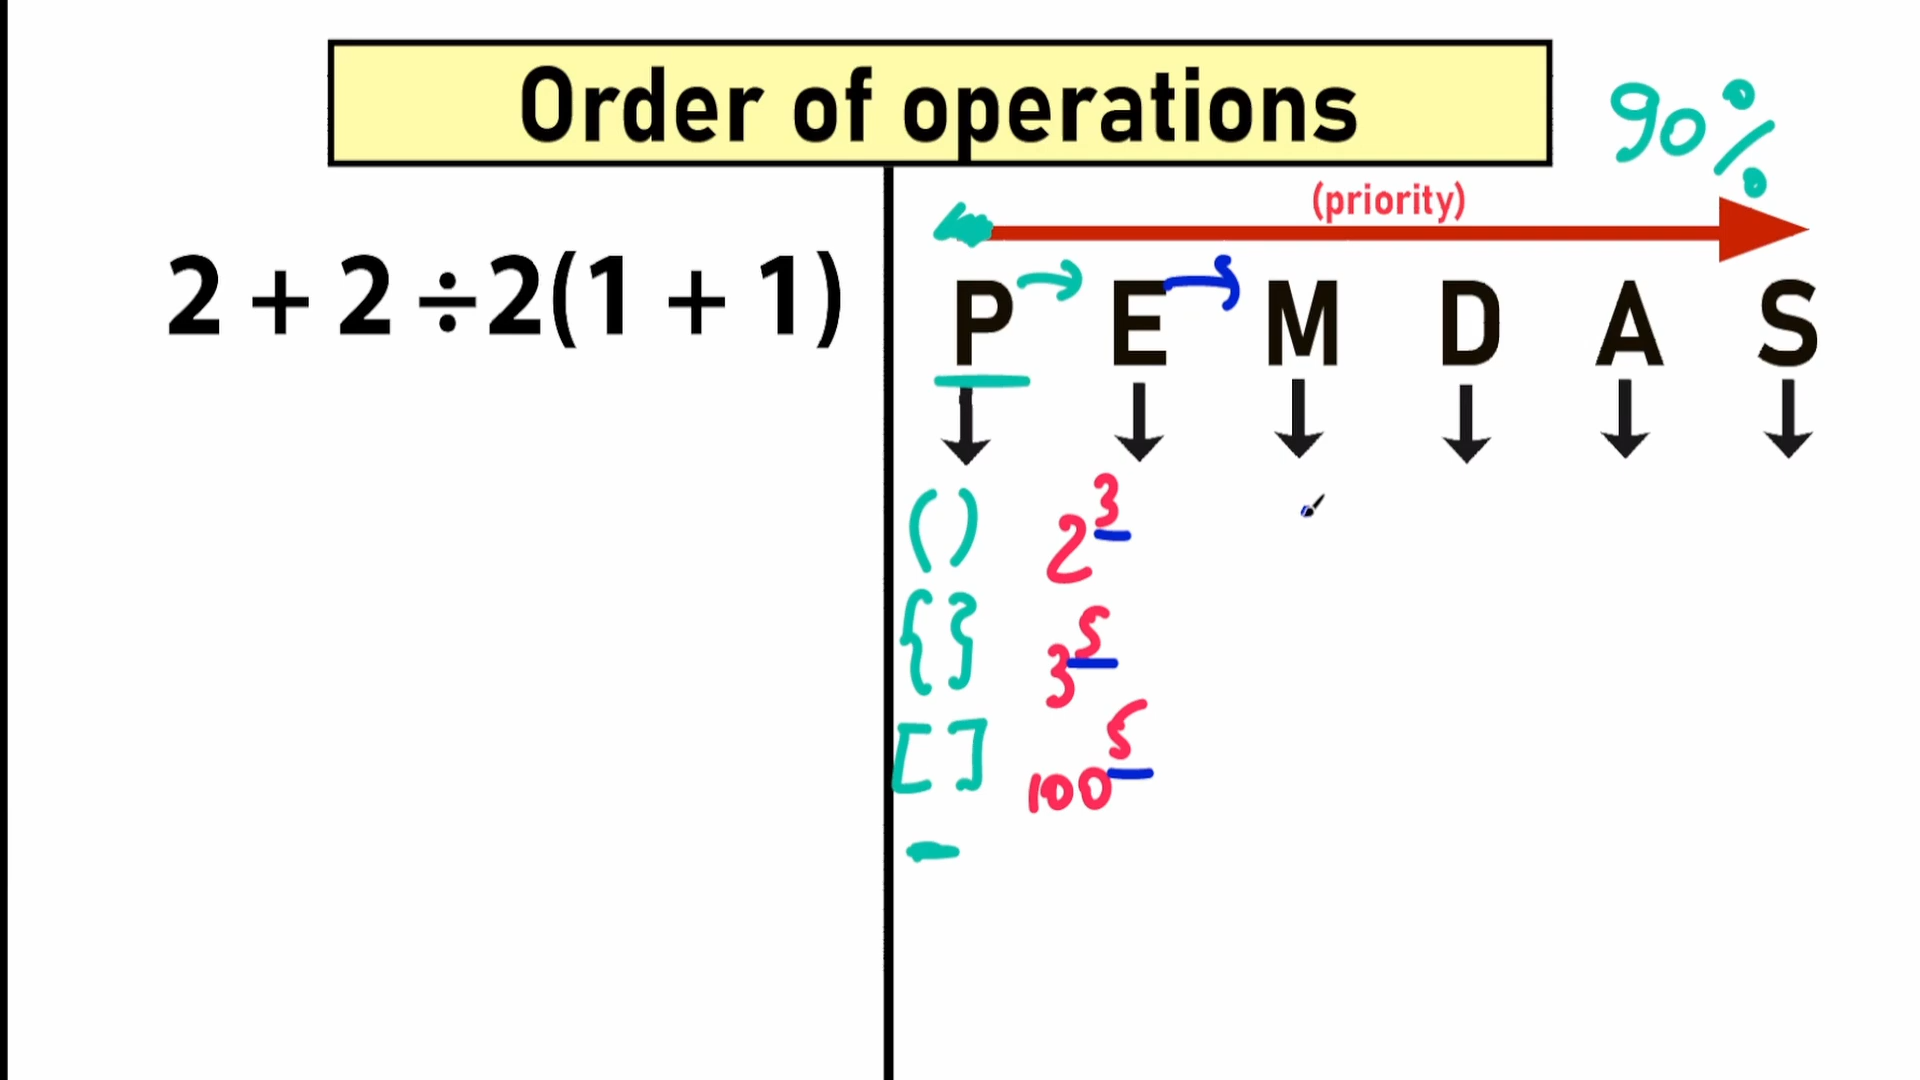 Order of operations
90%
(priority)
2 + 2 ÷2(1 + 1)
P → E → M D A S
( )
{ }
[ ]
-
2³
3⁵
100⁵